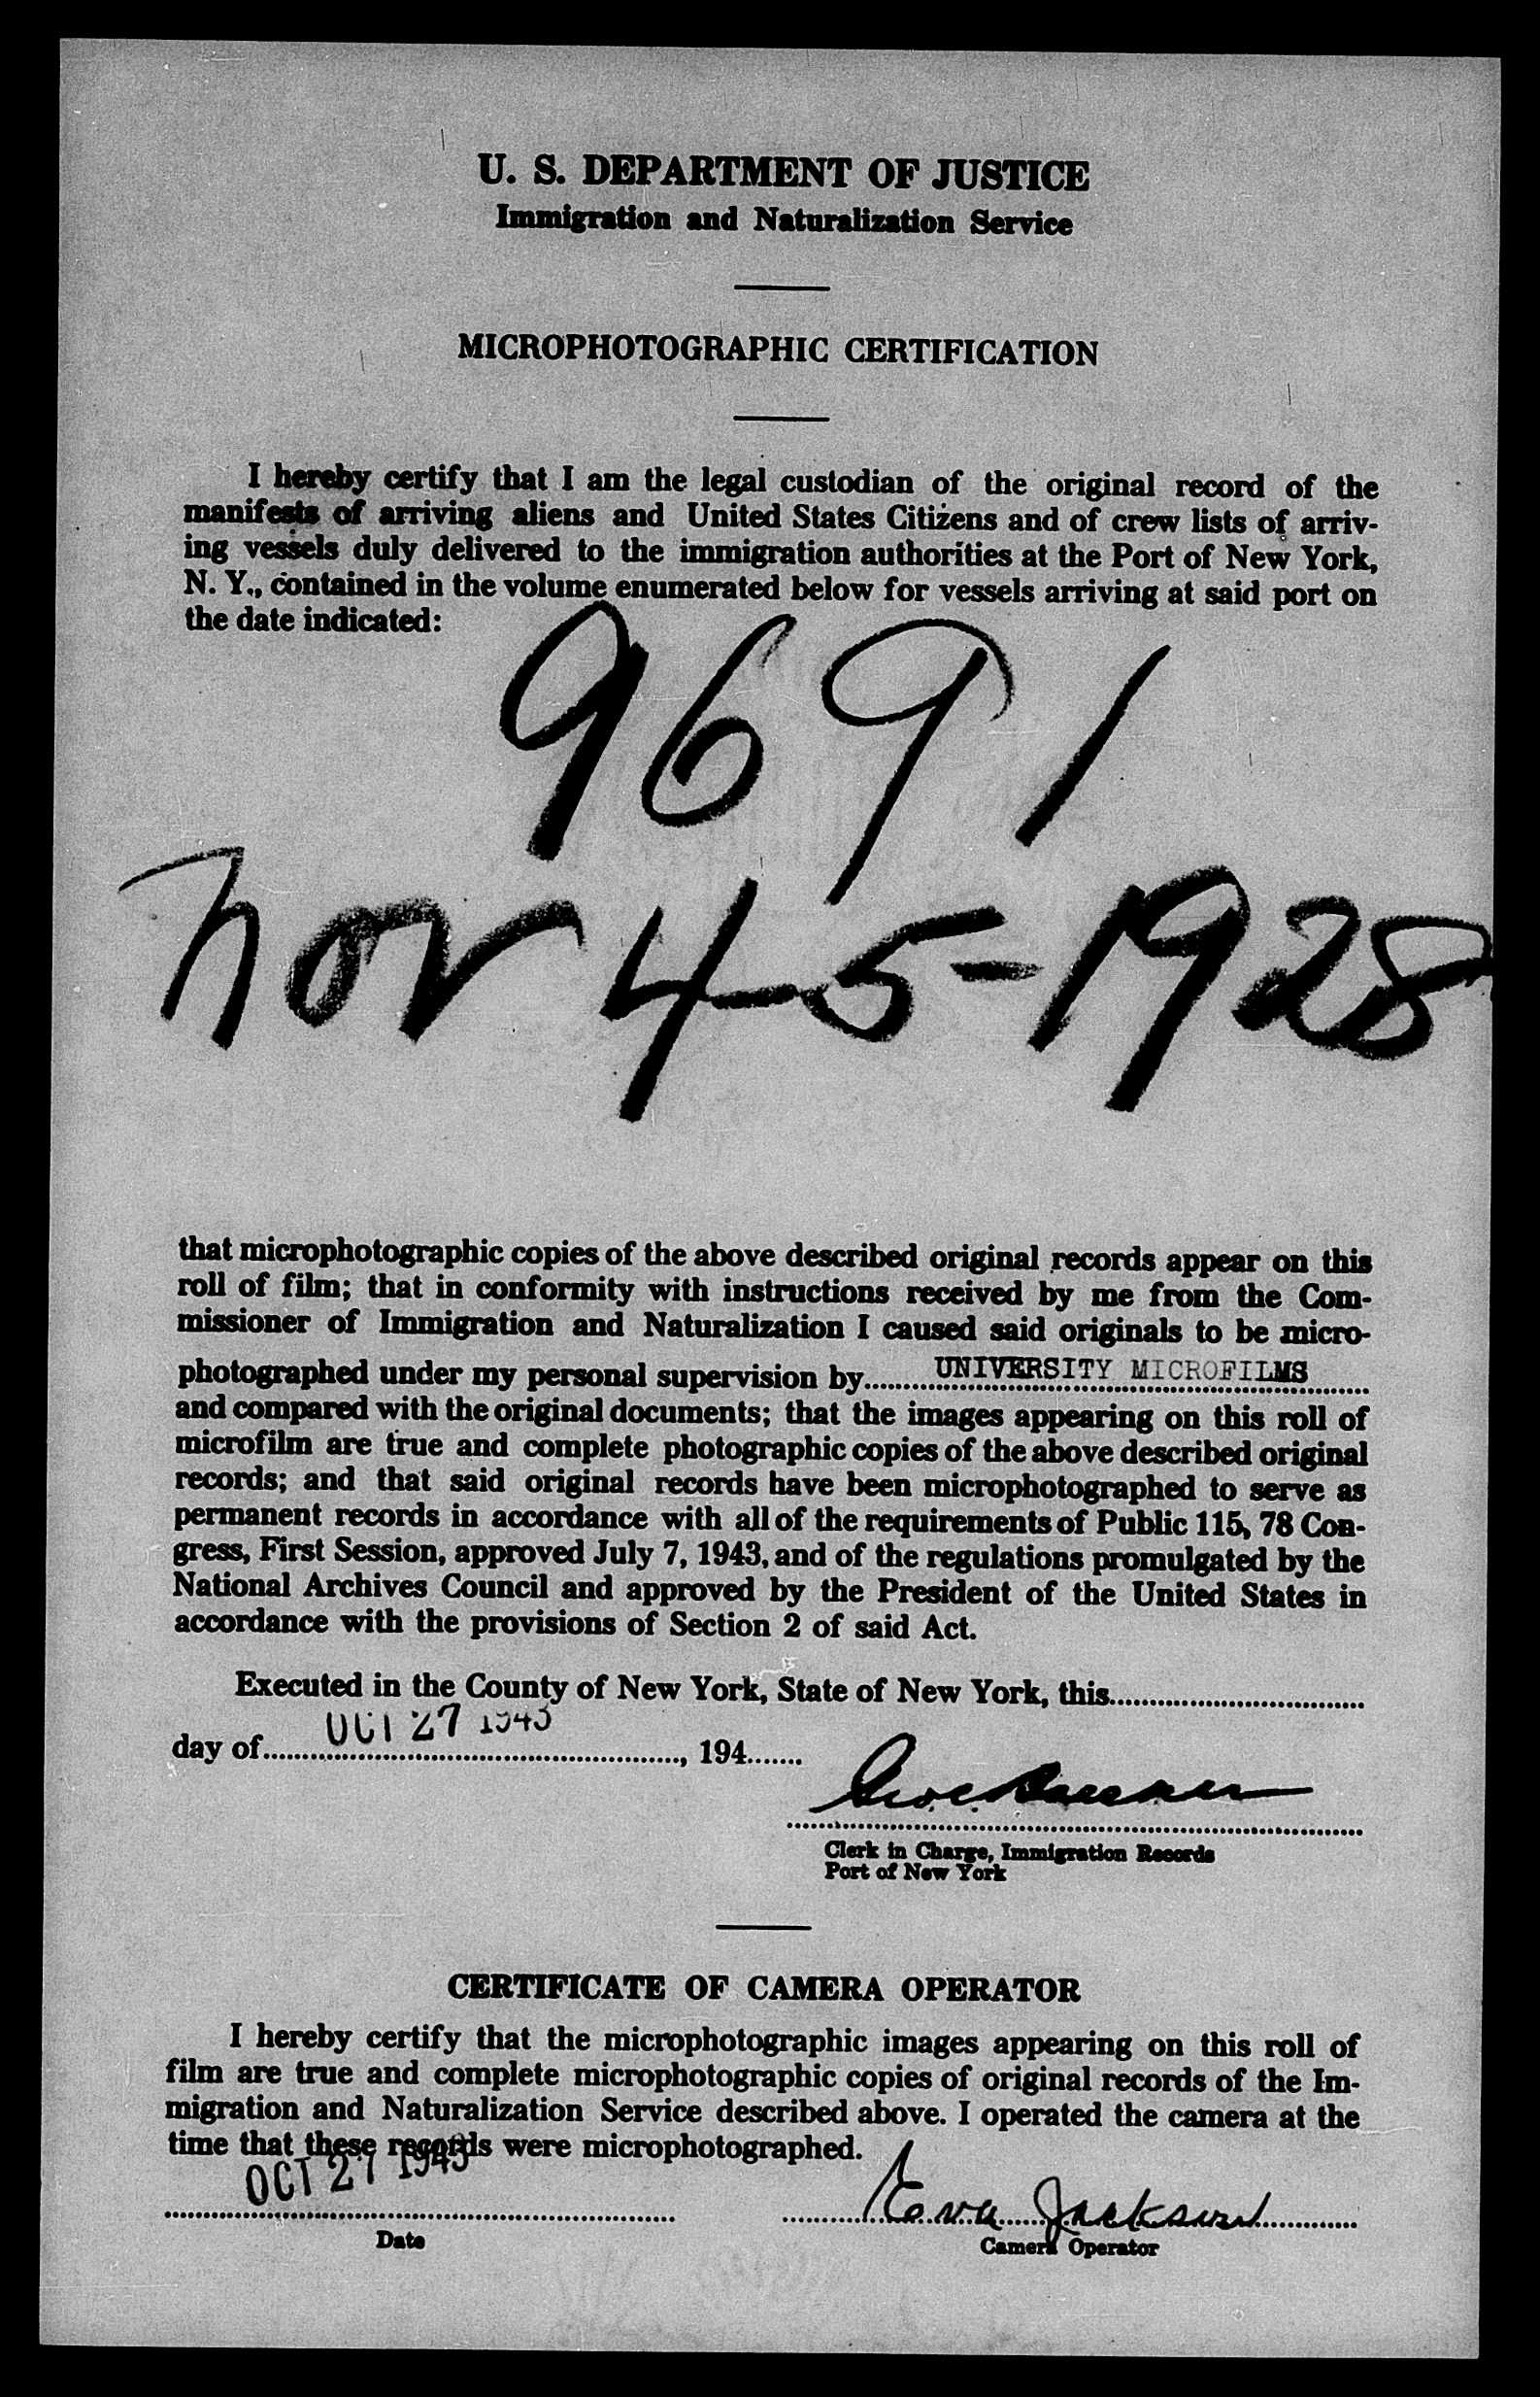 U. S. DEPARTMENT OF JUSTICE
Immigration and Naturalization Service
MICROPHOTOGRAPHIC CERTIFICATION
I hereby certify that I am the legal custodian of the original record of the
manifests of arriving aliens and United States Citizens and of crew lists of arriv-
ing vessels duly delivered to the immigration authorities at the Port of New York,
N. Y., contained in the volume enumerated below for vessels arriving at said port on
the date indicated:
9691
Nov 4-5-1928
that microphotographic copies of the above described original records appear on this
roll of film; that in conformity with instructions received by me from the Com-
missioner of Immigration and Naturalization I caused said originals to be micro-
photographed under my personal supervision by UNIVERSITY MICROFILMS
and compared with the original documents; that the images appearing on this roll of
microfilm are true and complete photographic copies of the above described original
records; and that said original records have been microphotographed to serve as
permanent records in accordance with all of the requirements of Public 115, 78 Con-
gress, First Session, approved July 7, 1943, and of the regulations promulgated by the
National Archives Council and approved by the President of the United States in
accordance with the provisions of Section 2 of said Act.
Executed in the County of New York, State of New York, this
day of OCT 27 1943, 194
Clerk in Charge, Immigration Records
Port of New York
CERTIFICATE OF CAMERA OPERATOR
I hereby certify that the microphotographic images appearing on this roll of
film are true and complete microphotographic copies of original records of the Im-
migration and Naturalization Service described above. I operated the camera at the
time that these records were microphotographed.
OCT 27 1943
Eova Jackson
Date
Camera Operator